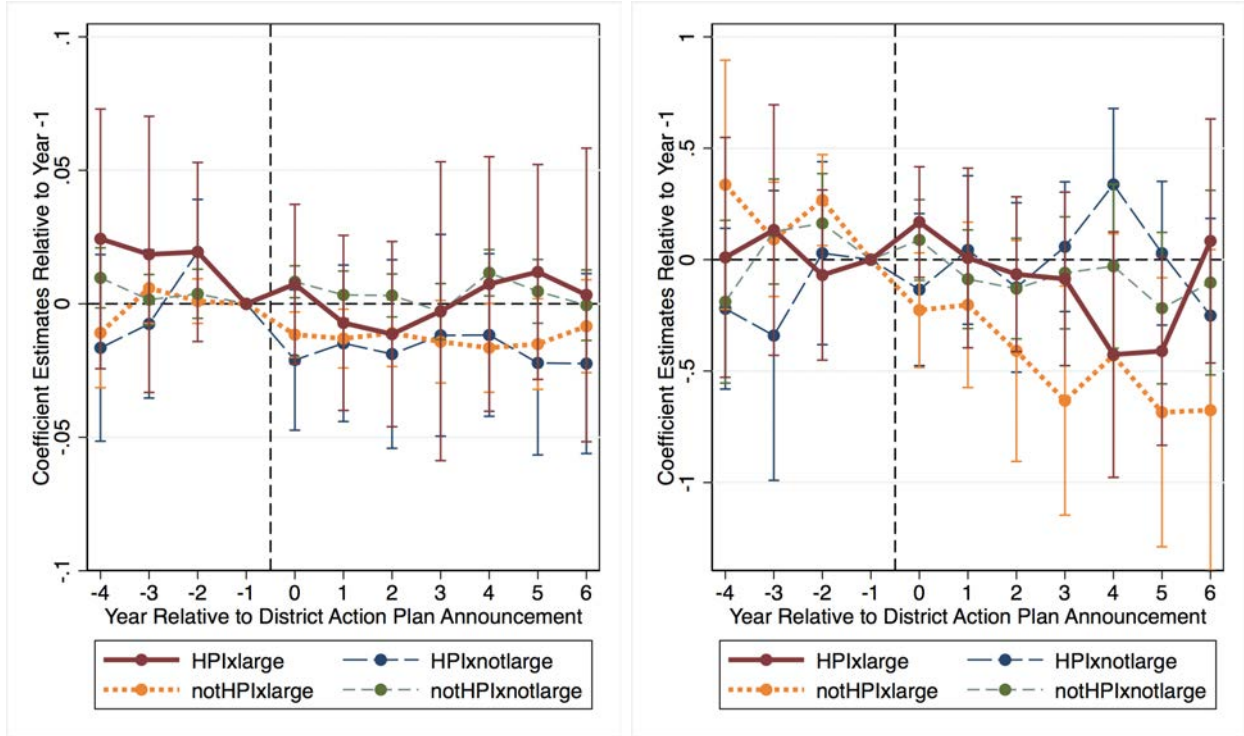 .1
.05
0
-.05
-.1
Coefficient Estimates Relative to Year -1
-4 -3 -2 -1 0 1 2 3 4 5 6
Year Relative to District Action Plan Announcement
HPIxlarge HPIxnotlarge
notHPIxlarge notHPIxnotlarge
1
.5
0
-.5
-1
Coefficient Estimates Relative to Year -1
-4 -3 -2 -1 0 1 2 3 4 5 6
Year Relative to District Action Plan Announcement
HPIxlarge HPIxnotlarge
notHPIxlarge notHPIxnotlarge